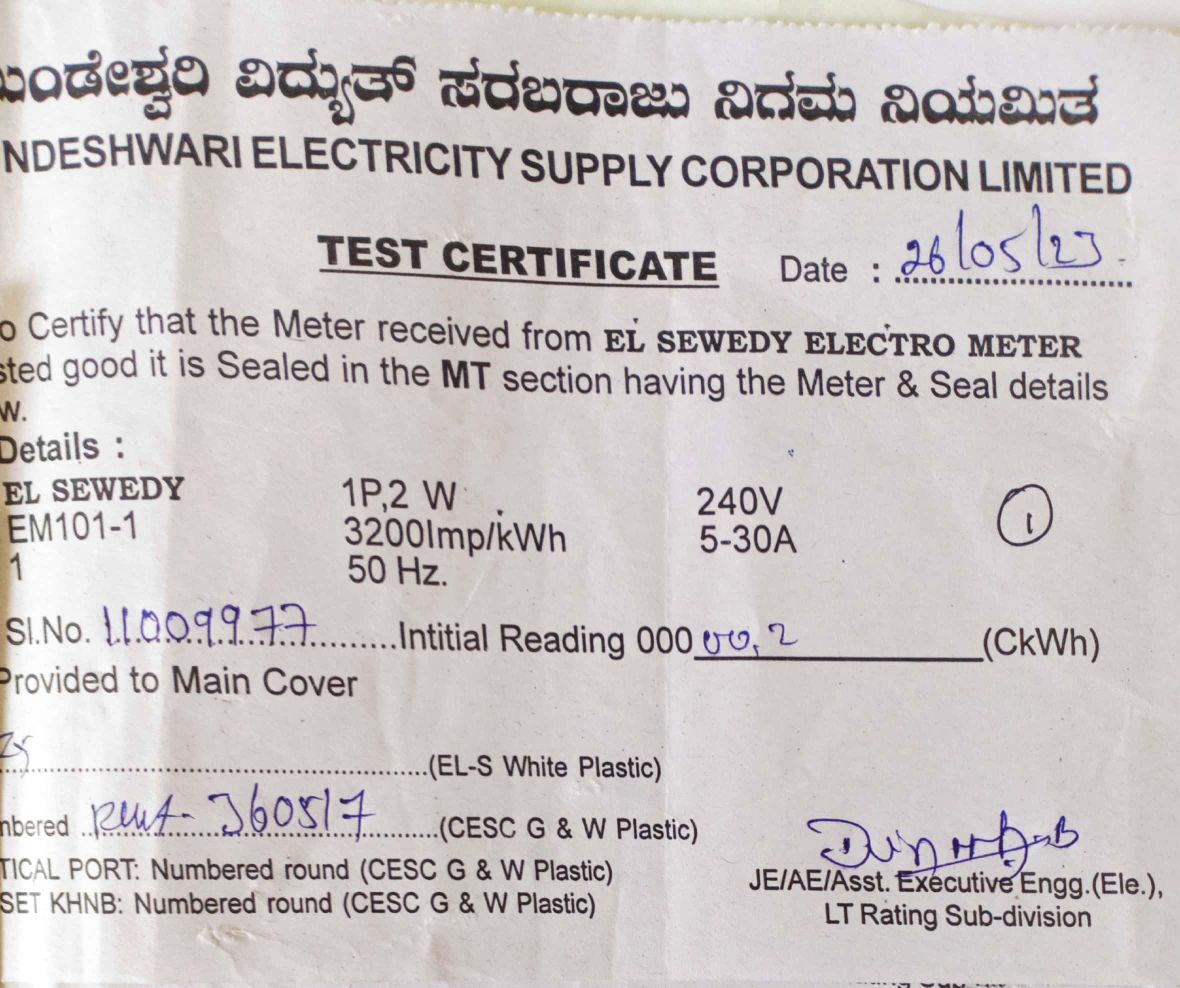 ಮುಂಡೇಶ್ವರಿ ವಿದ್ಯುತ್ ಸರಬರಾಜು ನಿಗಮ ನಿಯಮಿತ
NDESHWARI ELECTRICITY SUPPLY CORPORATION LIMITED
TEST CERTIFICATE Date : 26/05/23
o Certify that the Meter received from EL SEWEDY ELECTRO METER
sted good it is Sealed in the MT section having the Meter & Seal details
w.
Details :
EL SEWEDY 1P,2 W 240V
EM101-1 3200Imp/kWh 5-30A 1
1 50 Hz.
Sl.No. 11009977 Intitial Reading 000 00,2 (CkWh)
Provided to Main Cover
(EL-S White Plastic)
nbered 360517 (CESC G & W Plastic)
TICAL PORT: Numbered round (CESC G & W Plastic)
SET KHNB: Numbered round (CESC G & W Plastic)
JE/AE/Asst. Executive Engg.(Ele.),
LT Rating Sub-division